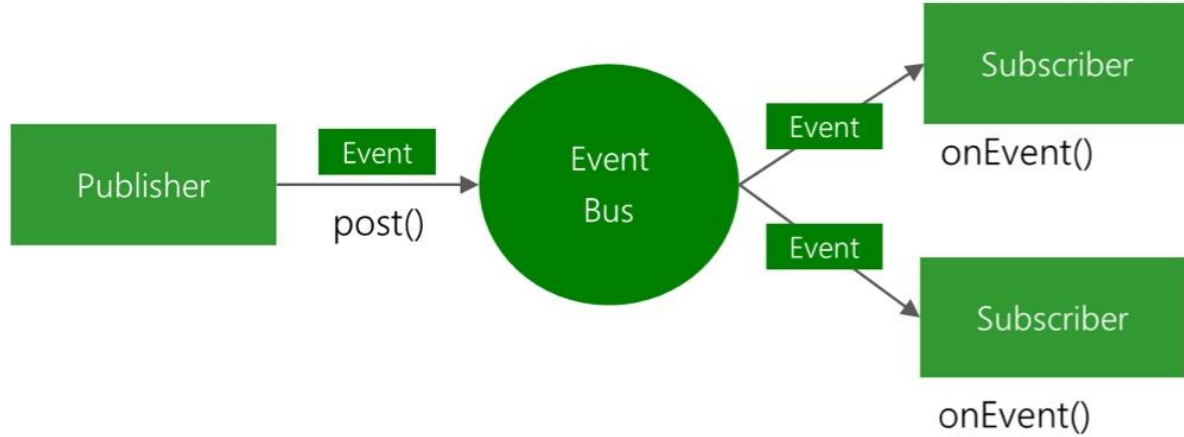 Publisher
Event
post()
Event
Bus
Event
Subscriber
onEvent()
Event
Subscriber
onEvent()